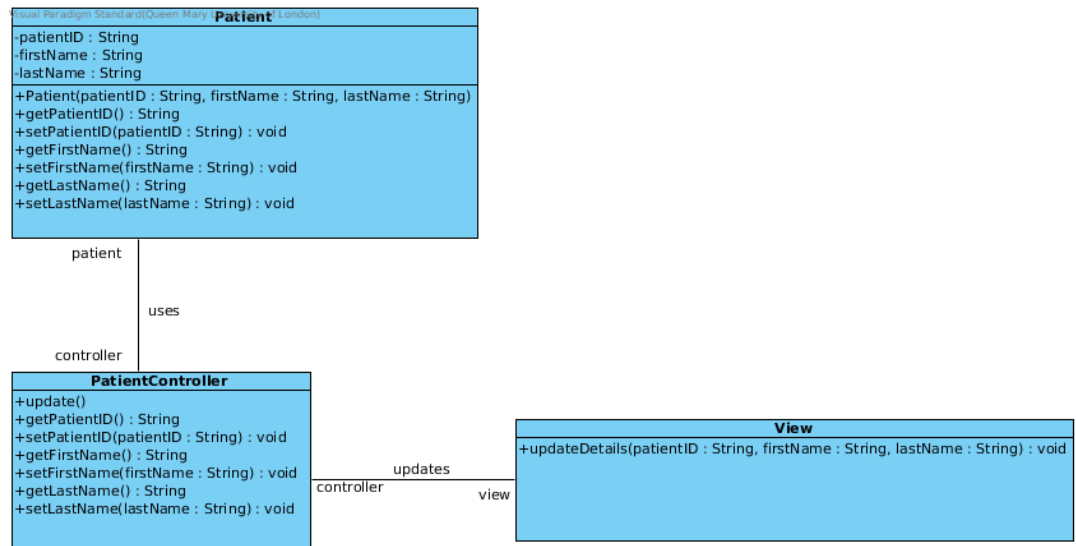 Visual Paradigm Standard(Queen Mary University of London)
Patient
-patientID : String
-firstName : String
-lastName : String
+Patient(patientID : String, firstName : String, lastName : String)
+getPatientID() : String
+setPatientID(patientID : String) : void
+getFirstName() : String
+setFirstName(firstName : String) : void
+getLastName() : String
+setLastName(lastName : String) : void
patient
uses
controller
PatientController
+update()
+getPatientID() : String
+setPatientID(patientID : String) : void
+getFirstName() : String
+setFirstName(firstName : String) : void
+getLastName() : String
+setLastName(lastName : String) : void
updates
controller
view
View
+updateDetails(patientID : String, firstName : String, lastName : String) : void